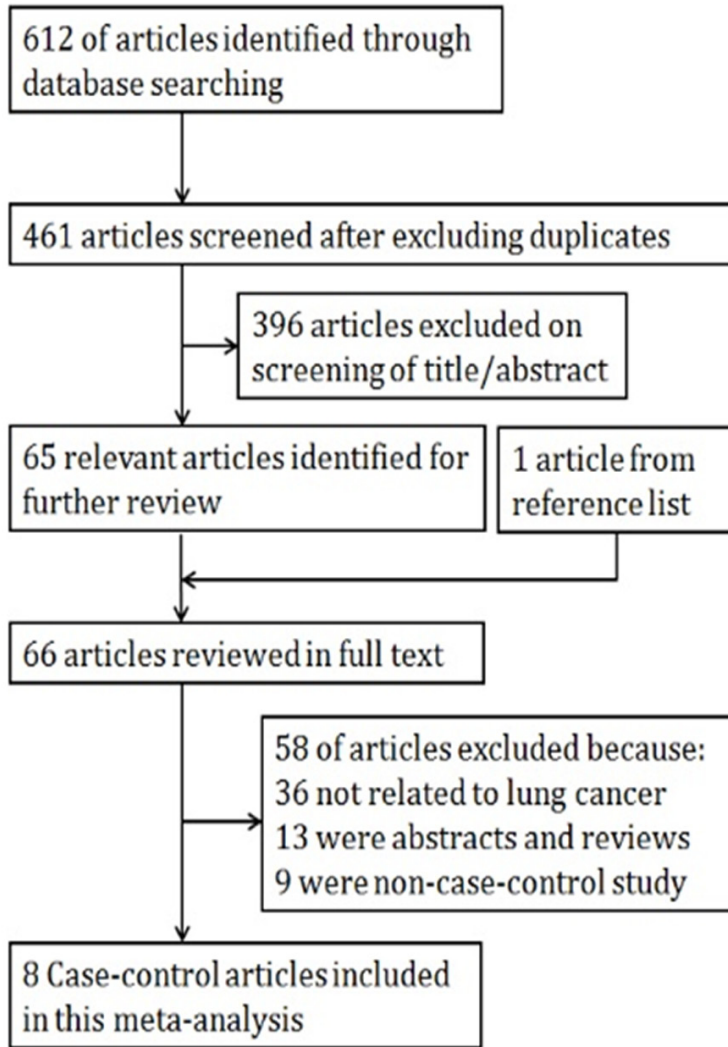 612 of articles identified through
database searching
461 articles screened after excluding duplicates
396 articles excluded on
screening of title/abstract
65 relevant articles identified for
further review
1 article from
reference list
66 articles reviewed in full text
58 of articles excluded because:
36 not related to lung cancer
13 were abstracts and reviews
9 were non-case-control study
8 Case-control articles included
in this meta-analysis